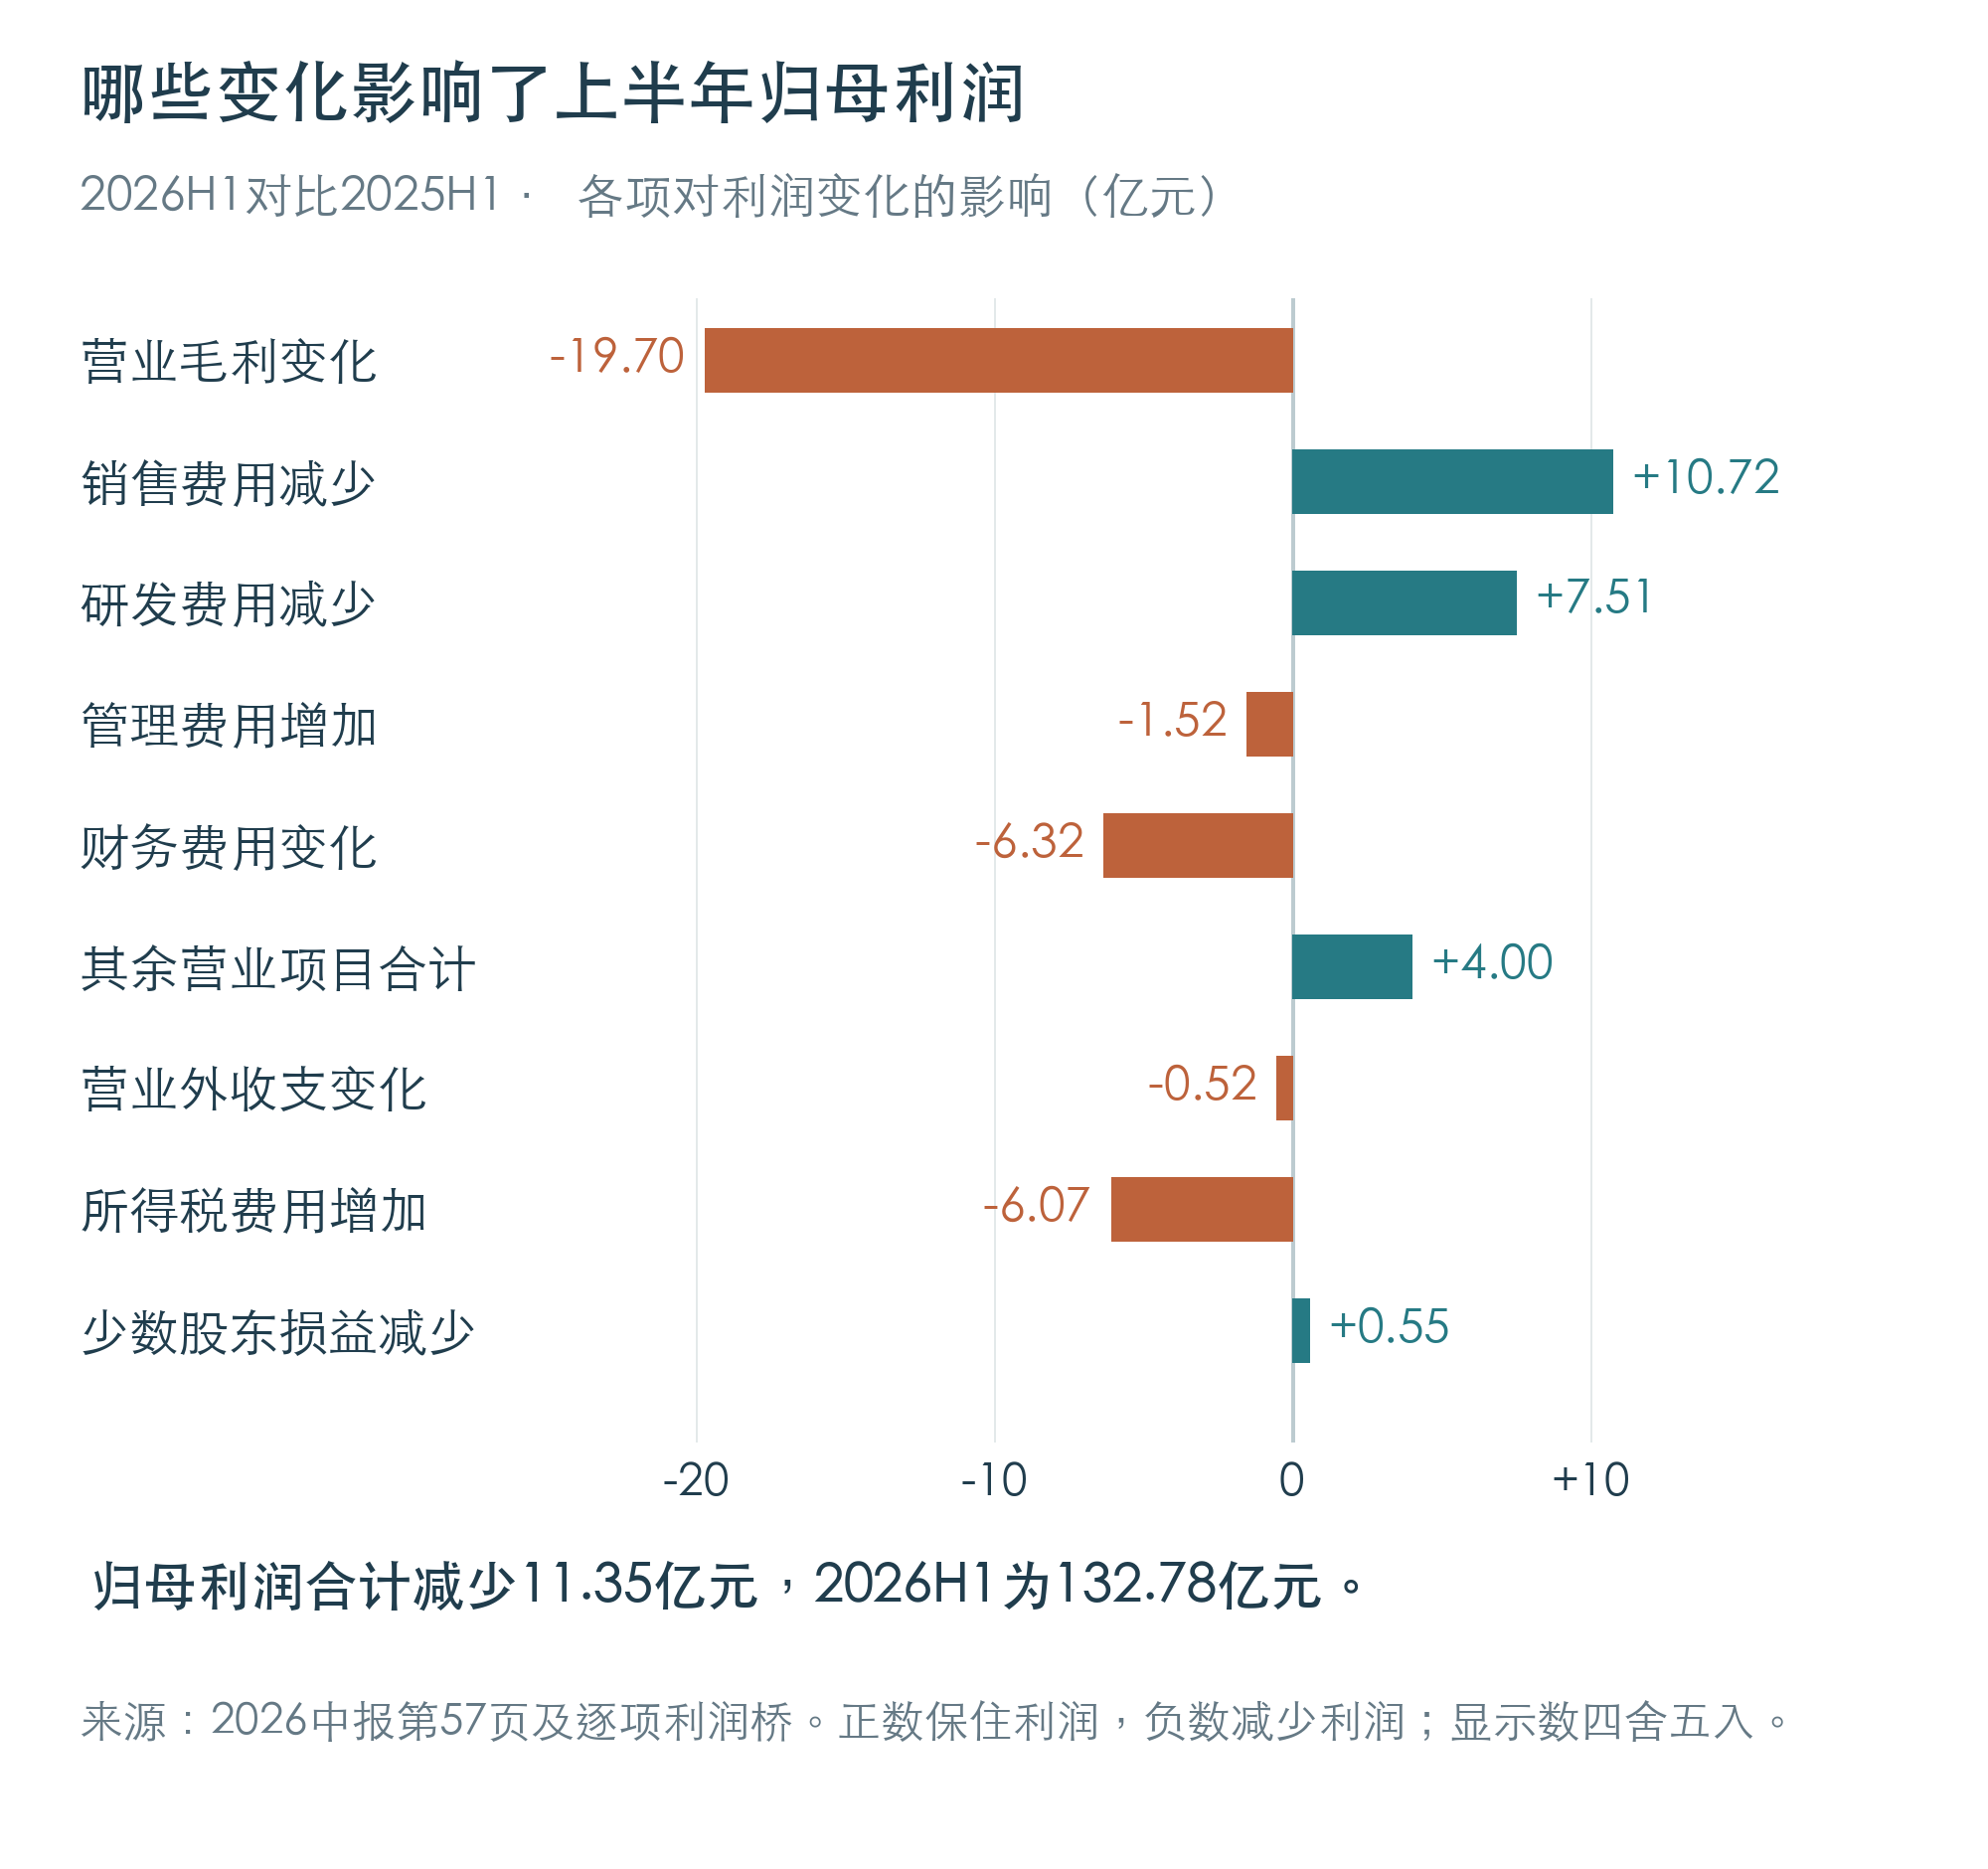 哪些变化影响了上半年归母利润
2026H1对比2025H1 · 各项对利润变化的影响（亿元）
营业毛利变化 -19.70
销售费用减少 +10.72
研发费用减少 +7.51
管理费用增加 -1.52
财务费用变化 -6.32
其余营业项目合计 +4.00
营业外收支变化 -0.52
所得税费用增加 -6.07
少数股东损益减少 +0.55
-20 -10 0 +10
归母利润合计减少11.35亿元，2026H1为132.78亿元。
来源：2026中报第57页及逐项利润桥。正数保住利润，负数减少利润；显示数四舍五入。